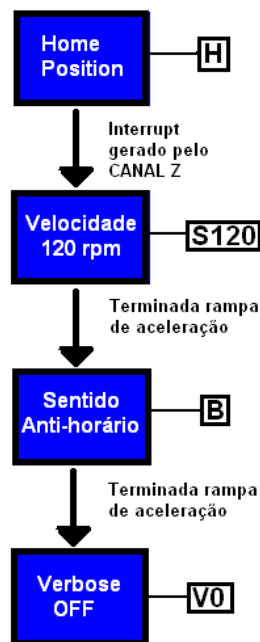 Home
Position
H
Interrupt
gerado pelo
CANAL Z
Velocidade
120 rpm
S120
Terminada rampa
de aceleração
Sentido
Anti-horário
B
Terminada rampa
de aceleração
Verbose
OFF
V0